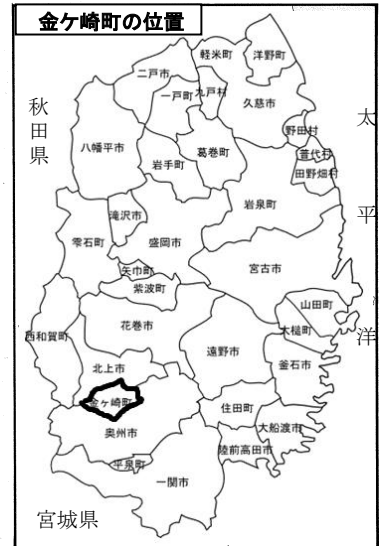 金ケ崎町の位置
軽米町
洋野町
二戸市
一戸町
九戸村
久慈市
秋田県
太平洋
野田村
普代村
田野畑村
八幡平市
葛巻町
岩手町
岩泉町
滝沢市
雫石町
盛岡市
矢巾町
宮古市
紫波町
山田町
花巻市
大槌町
西和賀町
遠野市
釜石市
北上市
金ヶ崎町
住田町
奥州市
大船渡市
陸前高田市
平泉町
一関市
宮城県